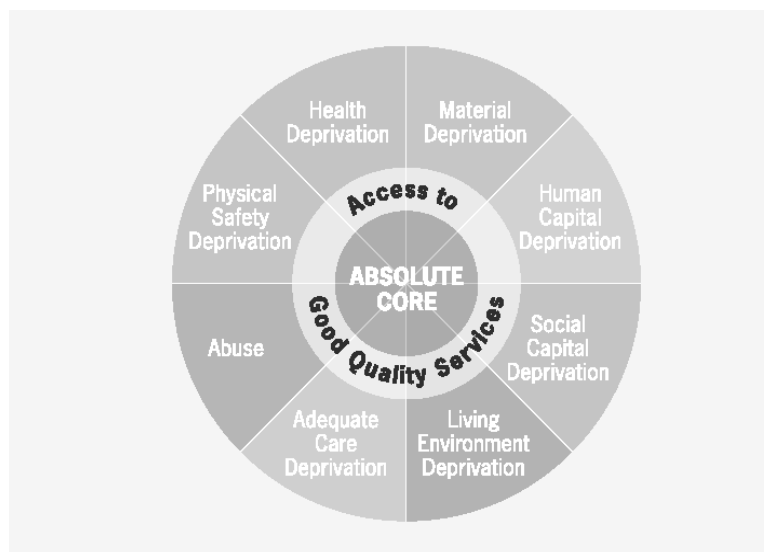 Health
Deprivation
Material
Deprivation
Physical
Safety
Deprivation
Access to
Human
Capital
Deprivation
ABSOLUTE
CORE
Good Quality Services
Abuse
Social
Capital
Deprivation
Adequate
Care
Deprivation
Living
Environment
Deprivation